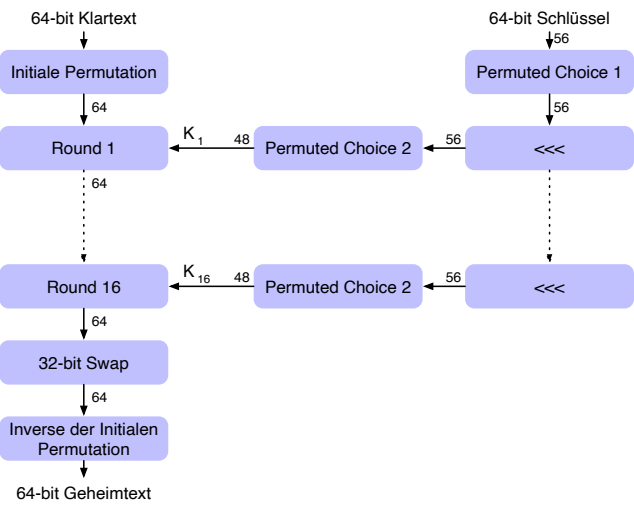 64-bit Klartext
64-bit Schlüssel
56
Initiale Permutation
Permuted Choice 1
64
56
Round 1
K 1
48
Permuted Choice 2
56
<<<
64
Round 16
K 16
48
Permuted Choice 2
56
<<<
64
32-bit Swap
64
Inverse der Initialen
Permutation
64-bit Geheimtext